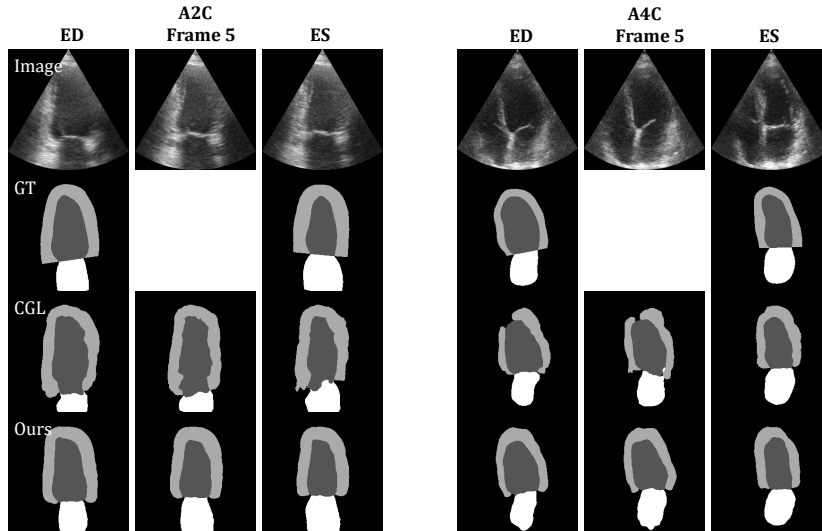 A2C
A4C
ED Frame 5 ES
ED Frame 5 ES
Image
GT
CGL
Ours